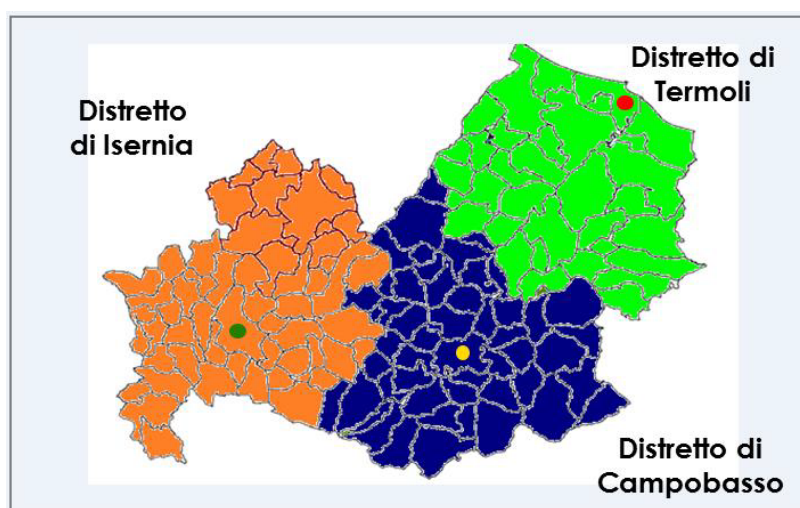 Distretto di
Termoli
Distretto
di Isernia
Distretto di
Campobasso